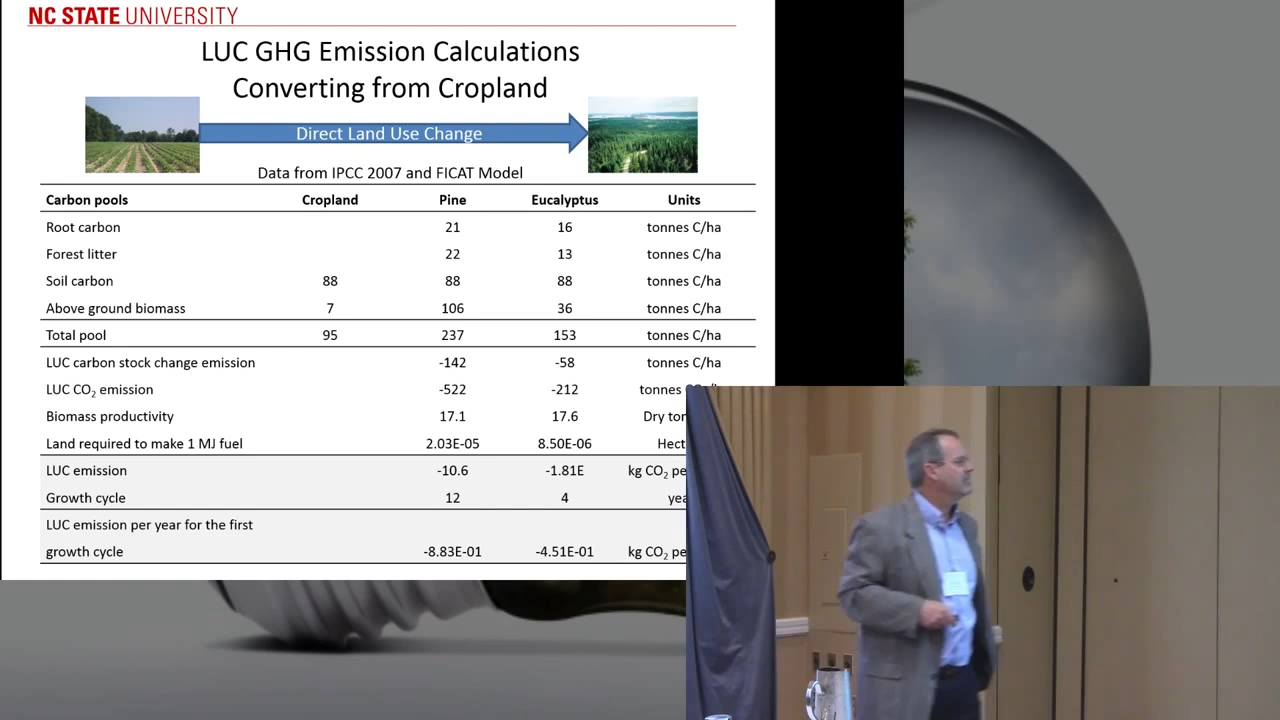 NC STATE UNIVERSITY
LUC GHG Emission Calculations
Converting from Cropland
Direct Land Use Change
Data from IPCC 2007 and FICAT Model
Carbon pools Cropland Pine Eucalyptus Units
Root carbon 21 16 tonnes C/ha
Forest litter 22 13 tonnes C/ha
Soil carbon 88 88 88 tonnes C/ha
Above ground biomass 7 106 36 tonnes C/ha
Total pool 95 237 153 tonnes C/ha
LUC carbon stock change emission -142 -58 tonnes C/ha
LUC CO₂ emission -522 -212 tonnes
Biomass productivity 17.1 17.6 Dry
Land required to make 1 MJ fuel 2.03E-05 8.50E-06
LUC emission -10.6 -1.81E kg CO₂
Growth cycle 12 4
LUC emission per year for the first
growth cycle -8.83E-01 -4.51E-01 kg CO₂